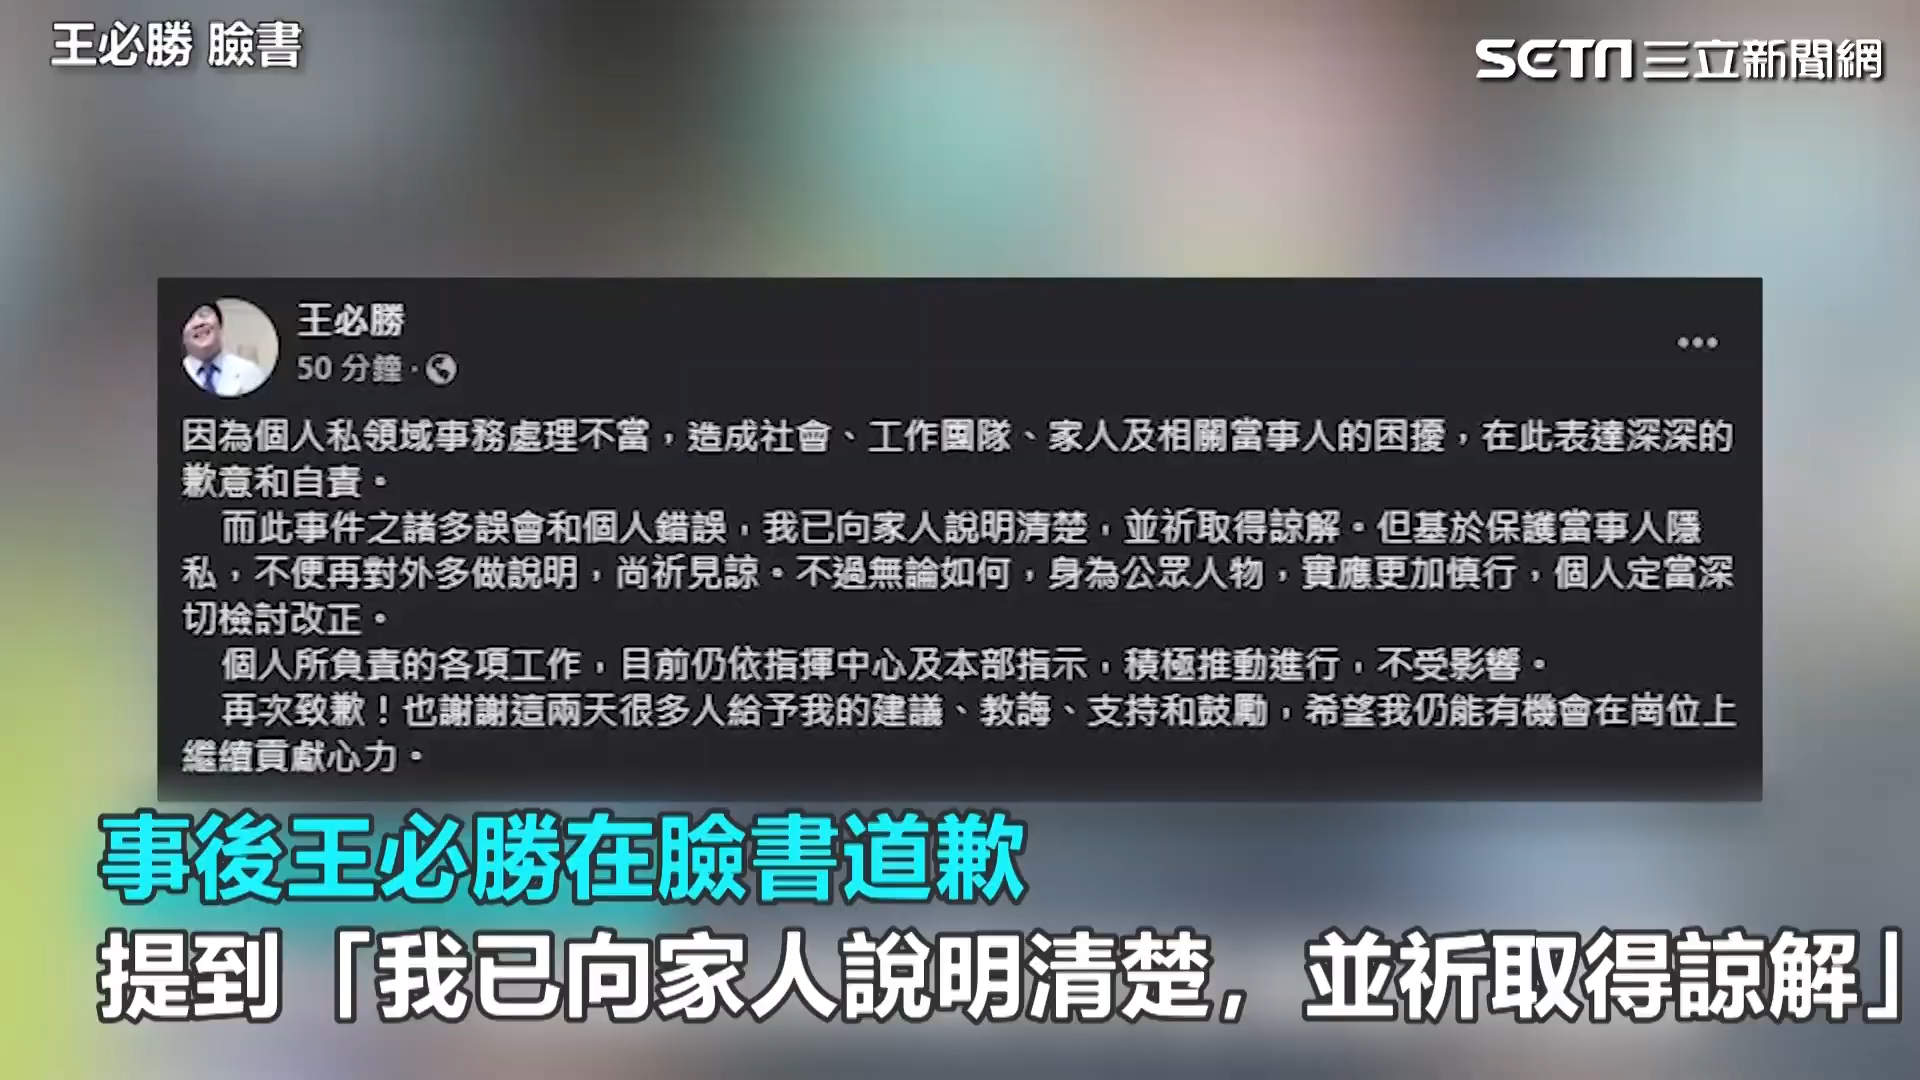 王必勝 臉書
SETN三立新聞網
王必勝
50 分鐘·
因為個人私領域事務處理不當，造成社會、工作團隊、家人及相關當事人的困擾，在此表達深深的
歉意和自責。
而此事件之諸多誤會和個人錯誤，我已向家人說明清楚，並祈取得諒解。但基於保護當事人隱
私，不便再對外多做說明，尚祈見諒。不過無論如何，身為公眾人物，實應更加慎行，個人定當深
切檢討改正。
個人所負責的各項工作，目前仍依指揮中心及本部指示，積極推動進行，不受影響。
再次致歉！也謝謝這兩天很多人給予我的建議、教誨、支持和鼓勵，希望我仍能有機會在崗位上
繼續貢獻心力。
事後王必勝在臉書道歉
提到「我已向家人說明清楚，並祈取得諒解」